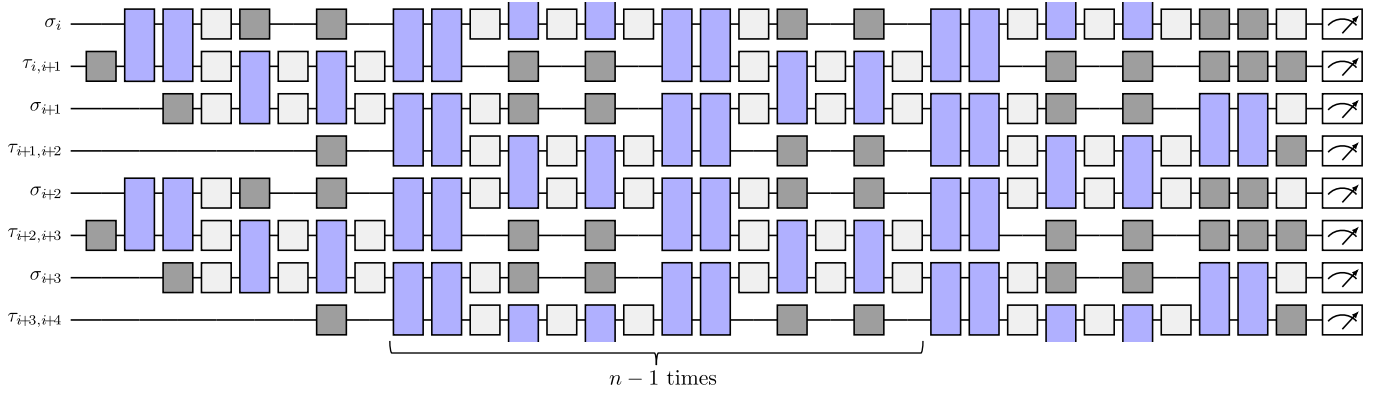 σ_i
τ_{i,i+1}
σ_{i+1}
τ_{i+1,i+2}
σ_{i+2}
τ_{i+2,i+3}
σ_{i+3}
τ_{i+3,i+4}
n − 1 times